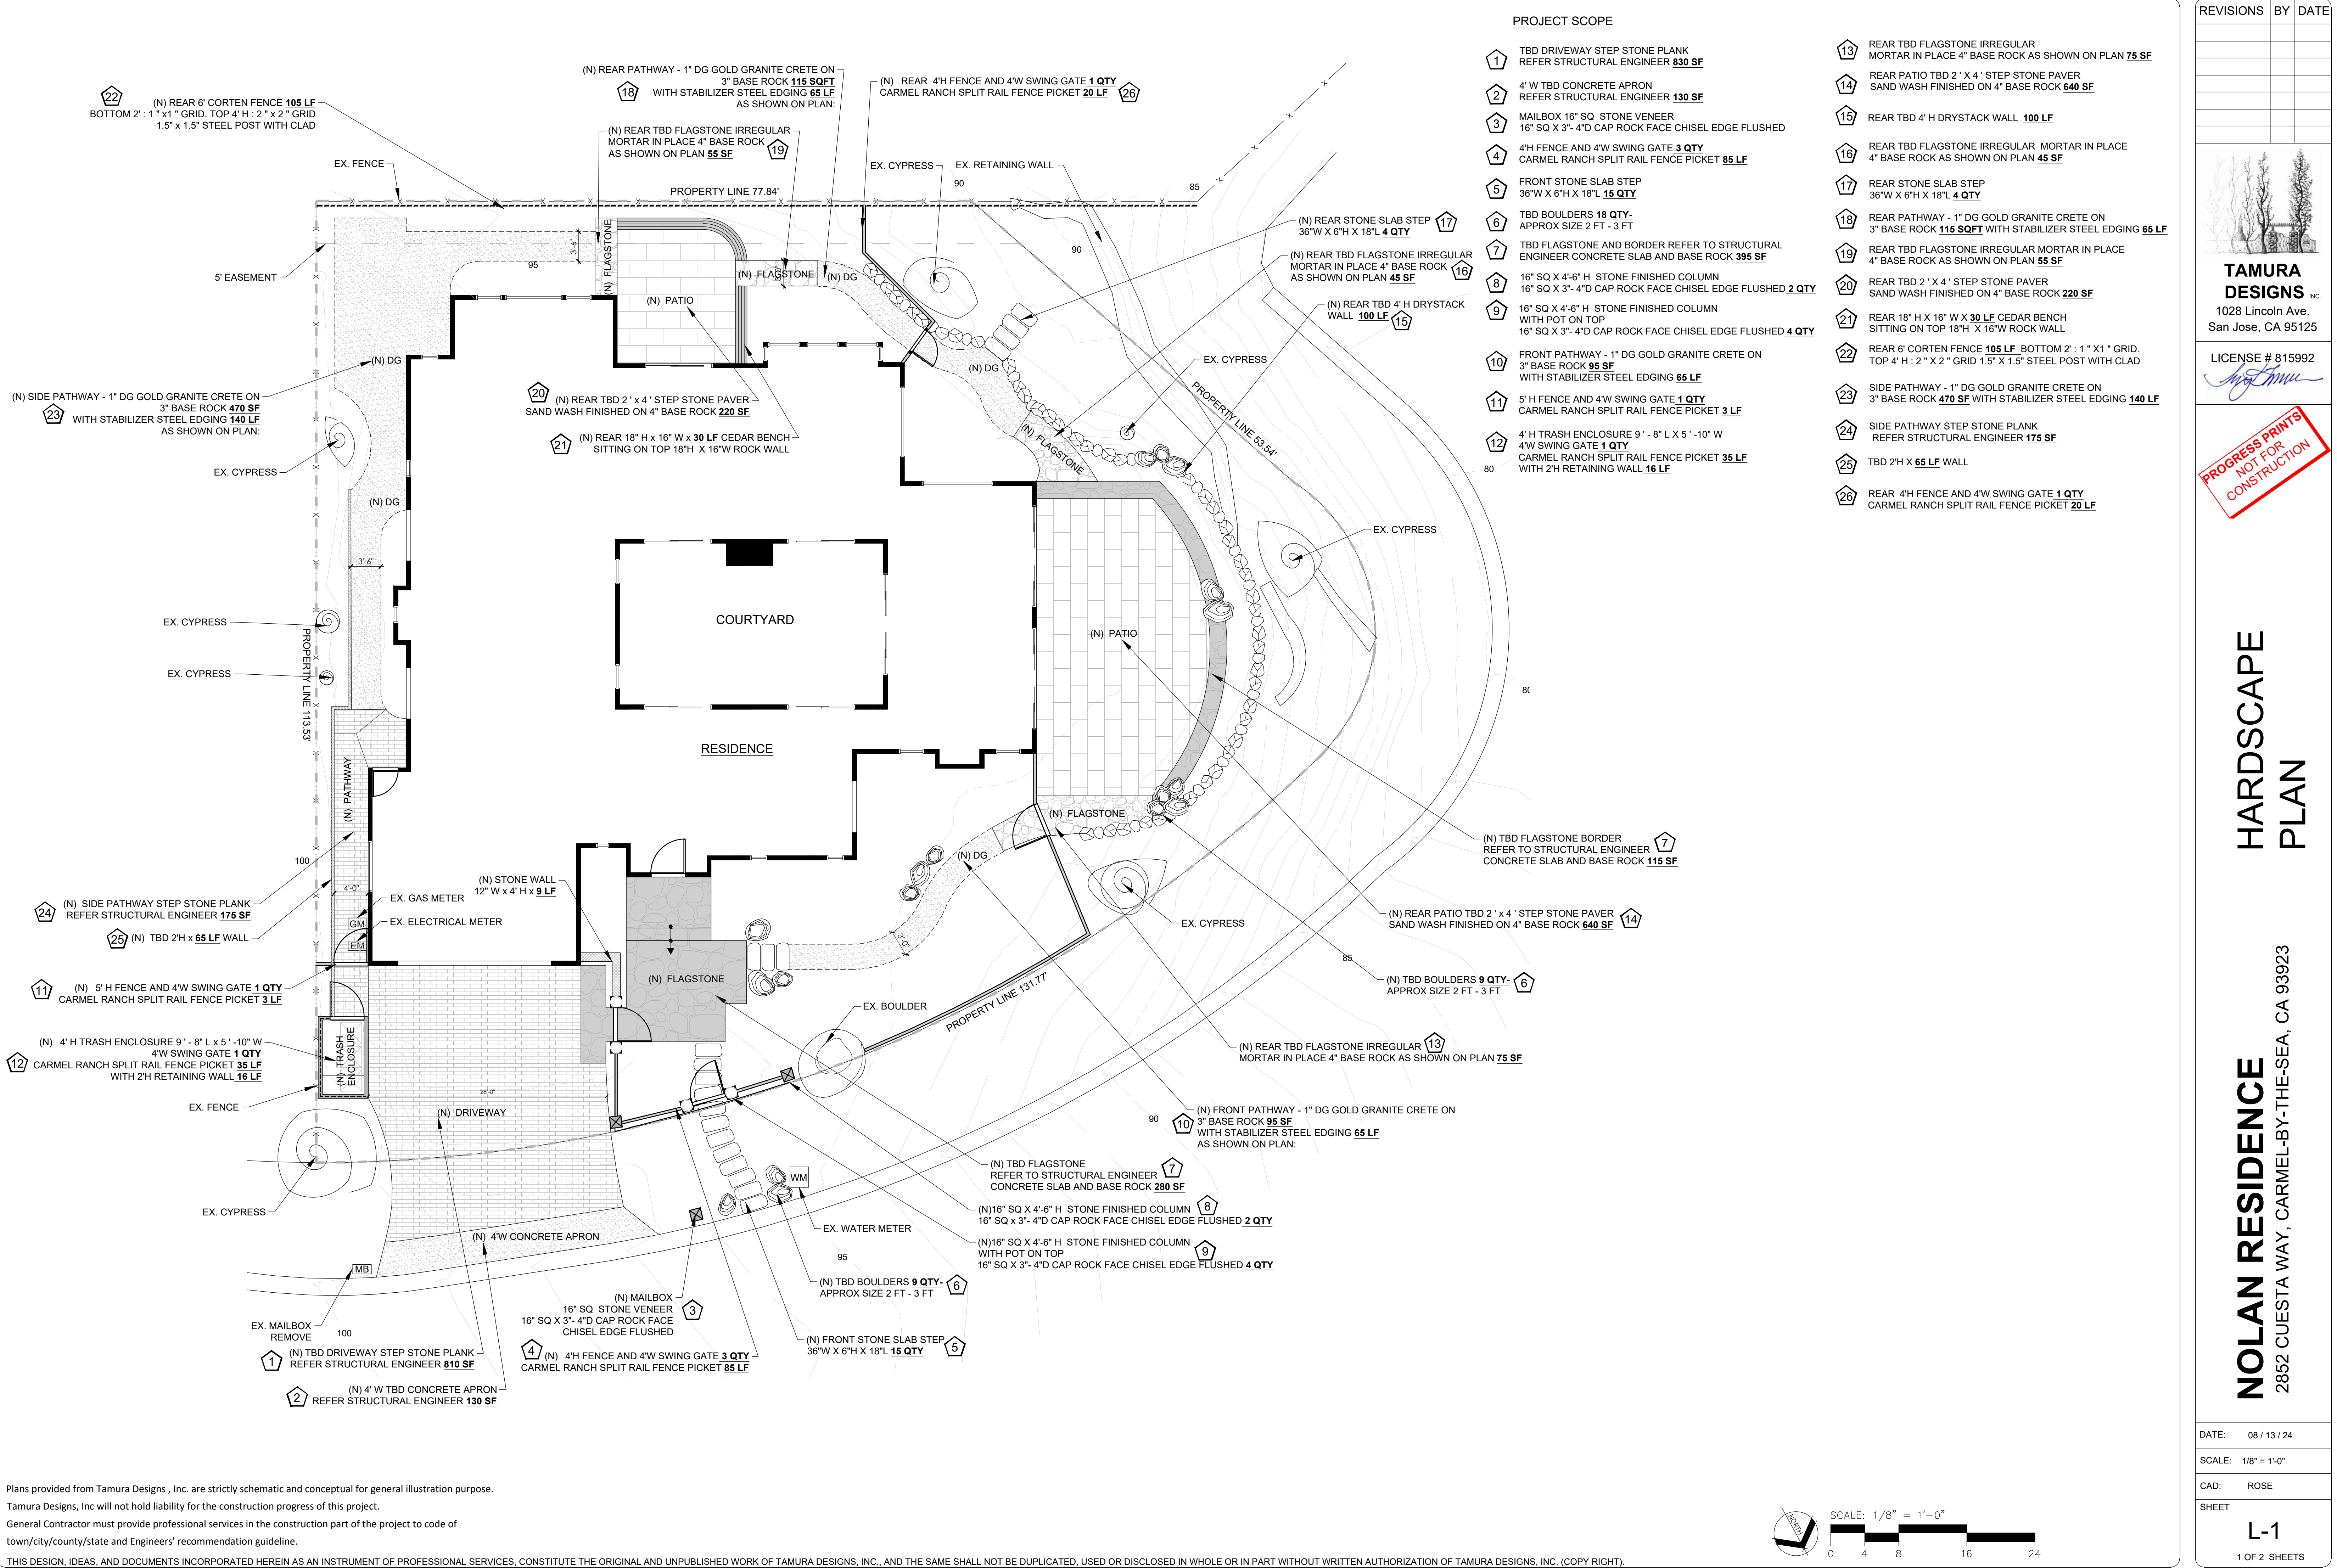 PROJECT SCOPE
1
TBD DRIVEWAY STEP STONE PLANK
REFER STRUCTURAL ENGINEER 830 SF
2
4' W TBD CONCRETE APRON
REFER STRUCTURAL ENGINEER 130 SF
3
MAILBOX 16" SQ STONE VENEER
16" SQ X 3"- 4"D CAP ROCK FACE CHISEL EDGE FLUSHED
4
4'H FENCE AND 4'W SWING GATE 3 QTY
CARMEL RANCH SPLIT RAIL FENCE PICKET 85 LF
5
FRONT STONE SLAB STEP
36"W X 6"H X 18"L 15 QTY
6
TBD BOULDERS 18 QTY-
APPROX SIZE 2 FT - 3 FT
7
TBD FLAGSTONE AND BORDER REFER TO STRUCTURAL
ENGINEER CONCRETE SLAB AND BASE ROCK 395 SF
8
16" SQ X 4'-6" H STONE FINISHED COLUMN
16" SQ X 3"- 4"D CAP ROCK FACE CHISEL EDGE FLUSHED 2 QTY
9
16" SQ X 4'-6" H STONE FINISHED COLUMN
WITH POT ON TOP
16" SQ X 3"- 4"D CAP ROCK FACE CHISEL EDGE FLUSHED 4 QTY
10
FRONT PATHWAY - 1" DG GOLD GRANITE CRETE ON
3" BASE ROCK 95 SF
WITH STABILIZER STEEL EDGING 65 LF
11
5' H FENCE AND 4'W SWING GATE 1 QTY
CARMEL RANCH SPLIT RAIL FENCE PICKET 3 LF
12
4' H TRASH ENCLOSURE 9 ' - 8" L X 5 ' -10" W
4'W SWING GATE 1 QTY
CARMEL RANCH SPLIT RAIL FENCE PICKET 35 LF
WITH 2'H RETAINING WALL 16 LF
13
REAR TBD FLAGSTONE IRREGULAR
MORTAR IN PLACE 4" BASE ROCK AS SHOWN ON PLAN 75 SF
14
REAR PATIO TBD 2 ' X 4 ' STEP STONE PAVER
SAND WASH FINISHED ON 4" BASE ROCK 640 SF
15
REAR TBD 4' H DRYSTACK WALL 100 LF
16
REAR TBD FLAGSTONE IRREGULAR MORTAR IN PLACE
4" BASE ROCK AS SHOWN ON PLAN 45 SF
17
REAR STONE SLAB STEP
36"W X 6"H X 18"L 4 QTY
18
REAR PATHWAY - 1" DG GOLD GRANITE CRETE ON
3" BASE ROCK 115 SQFT WITH STABILIZER STEEL EDGING 65 LF
19
REAR TBD FLAGSTONE IRREGULAR MORTAR IN PLACE
4" BASE ROCK AS SHOWN ON PLAN 55 SF
20
REAR TBD 2 ' X 4 ' STEP STONE PAVER
SAND WASH FINISHED ON 4" BASE ROCK 220 SF
21
REAR 18" H X 16" W X 30 LF CEDAR BENCH
SITTING ON TOP 18"H X 16"W ROCK WALL
22
REAR 6' CORTEN FENCE 105 LF BOTTOM 2' : 1 " X1 " GRID.
TOP 4' H : 2 " X 2 " GRID 1.5" X 1.5" STEEL POST WITH CLAD
23
SIDE PATHWAY - 1" DG GOLD GRANITE CRETE ON
3" BASE ROCK 470 SF WITH STABILIZER STEEL EDGING 140 LF
24
SIDE PATHWAY STEP STONE PLANK
REFER STRUCTURAL ENGINEER 175 SF
25
TBD 2'H X 65 LF WALL
26
REAR 4'H FENCE AND 4'W SWING GATE 1 QTY
CARMEL RANCH SPLIT RAIL FENCE PICKET 20 LF
22
(N) REAR 6' CORTEN FENCE 105 LF
BOTTOM 2' : 1 " x1 " GRID. TOP 4' H : 2 " x 2 " GRID
1.5" x 1.5" STEEL POST WITH CLAD
(N) REAR PATHWAY - 1" DG GOLD GRANITE CRETE ON
3" BASE ROCK 115 SQFT
WITH STABILIZER STEEL EDGING 65 LF
AS SHOWN ON PLAN:
18
(N) REAR 4'H FENCE AND 4'W SWING GATE 1 QTY
CARMEL RANCH SPLIT RAIL FENCE PICKET 20 LF
26
(N) REAR TBD FLAGSTONE IRREGULAR
MORTAR IN PLACE 4" BASE ROCK
AS SHOWN ON PLAN 55 SF
19
EX. FENCE
EX. CYPRESS
EX. RETAINING WALL
PROPERTY LINE 77.84'
90
85
90
95
5' EASEMENT
3'-6"
(N) FLAGSTONE
(N) FLAGSTONE
(N) DG
(N) PATIO
(N) REAR STONE SLAB STEP
36"W X 6"H X 18"L 4 QTY
17
(N) REAR TBD FLAGSTONE IRREGULAR
MORTAR IN PLACE 4" BASE ROCK
AS SHOWN ON PLAN 45 SF
16
(N) REAR TBD 4' H DRYSTACK
WALL 100 LF
15
EX. CYPRESS
PROPERTY LINE 53.54'
(N) DG
(N) DG
(N) SIDE PATHWAY - 1" DG GOLD GRANITE CRETE ON
3" BASE ROCK 470 SF
WITH STABILIZER STEEL EDGING 140 LF
AS SHOWN ON PLAN:
23
20
(N) REAR TBD 2 ' x 4 ' STEP STONE PAVER
SAND WASH FINISHED ON 4" BASE ROCK 220 SF
21
(N) REAR 18" H x 16" W x 30 LF CEDAR BENCH
SITTING ON TOP 18"H X 16"W ROCK WALL
(N) FLAGSTONE
80
EX. CYPRESS
(N) DG
EX. CYPRESS
3'-6"
COURTYARD
EX. CYPRESS
EX. CYPRESS
PROPERTY LINE 113.53'
(N) PATIO
RESIDENCE
(N) PATHWAY
(N) FLAGSTONE
(N) DG
100
4'-0"
(N) STONE WALL
12" W x 4' H x 9 LF
EX. GAS METER
GM
EX. ELECTRICAL METER
EM
24
(N) SIDE PATHWAY STEP STONE PLANK
REFER STRUCTURAL ENGINEER 175 SF
25
(N) TBD 2'H x 65 LF WALL
(N) TBD FLAGSTONE BORDER
REFER TO STRUCTURAL ENGINEER
CONCRETE SLAB AND BASE ROCK 115 SF
7
EX. CYPRESS
(N) REAR PATIO TBD 2 ' x 4 ' STEP STONE PAVER
SAND WASH FINISHED ON 4" BASE ROCK 640 SF
14
3'-0"
85
(N) FLAGSTONE
(N) TBD BOULDERS 9 QTY-
APPROX SIZE 2 FT - 3 FT
6
11
(N) 5' H FENCE AND 4'W SWING GATE 1 QTY
CARMEL RANCH SPLIT RAIL FENCE PICKET 3 LF
EX. BOULDER
PROPERTY LINE 131.77'
12
(N) 4' H TRASH ENCLOSURE 9 ' - 8" L x 5 ' -10" W
4'W SWING GATE 1 QTY
CARMEL RANCH SPLIT RAIL FENCE PICKET 35 LF
WITH 2'H RETAINING WALL 16 LF
(N) TRASH
ENCLOSURE
(N) REAR TBD FLAGSTONE IRREGULAR
MORTAR IN PLACE 4" BASE ROCK AS SHOWN ON PLAN 75 SF
13
28'-0"
EX. FENCE
(N) DRIVEWAY
90
10
(N) FRONT PATHWAY - 1" DG GOLD GRANITE CRETE ON
3" BASE ROCK 95 SF
WITH STABILIZER STEEL EDGING 65 LF
AS SHOWN ON PLAN:
WM
(N) TBD FLAGSTONE
REFER TO STRUCTURAL ENGINEER
CONCRETE SLAB AND BASE ROCK 280 SF
7
EX. CYPRESS
(N)16" SQ X 4'-6" H STONE FINISHED COLUMN
16" SQ x 3"- 4"D CAP ROCK FACE CHISEL EDGE FLUSHED 2 QTY
8
EX. WATER METER
(N) 4'W CONCRETE APRON
(N)16" SQ X 4'-6" H STONE FINISHED COLUMN
WITH POT ON TOP
16" SQ X 3"- 4"D CAP ROCK FACE CHISEL EDGE FLUSHED 4 QTY
9
95
MB
(N) TBD BOULDERS 9 QTY-
APPROX SIZE 2 FT - 3 FT
6
(N) MAILBOX
16" SQ STONE VENEER
16" SQ X 3"- 4"D CAP ROCK FACE
CHISEL EDGE FLUSHED
3
EX. MAILBOX
REMOVE
100
(N) FRONT STONE SLAB STEP
36"W X 6"H X 18"L 15 QTY
5
4
(N) 4'H FENCE AND 4'W SWING GATE 3 QTY
CARMEL RANCH SPLIT RAIL FENCE PICKET 85 LF
1
(N) TBD DRIVEWAY STEP STONE PLANK
REFER STRUCTURAL ENGINEER 810 SF
2
(N) 4' W TBD CONCRETE APRON
REFER STRUCTURAL ENGINEER 130 SF
Plans provided from Tamura Designs , Inc. are strictly schematic and conceptual for general illustration purpose.
Tamura Designs, Inc will not hold liability for the construction progress of this project.
General Contractor must provide professional services in the construction part of the project to code of
town/city/county/state and Engineers' recommendation guideline.
THIS DESIGN, IDEAS, AND DOCUMENTS INCORPORATED HEREIN AS AN INSTRUMENT OF PROFESSIONAL SERVICES, CONSTITUTE THE ORIGINAL AND UNPUBLISHED WORK OF TAMURA DESIGNS, INC., AND THE SAME SHALL NOT BE DUPLICATED, USED OR DISCLOSED IN WHOLE OR IN PART WITHOUT WRITTEN AUTHORIZATION OF TAMURA DESIGNS, INC. (COPY RIGHT).
NORTH
SCALE: 1/8" = 1'-0"
0 4 8 16 24
REVISIONS BY DATE
TAMURA
DESIGNS INC.
1028 Lincoln Ave.
San Jose, CA 95125
LICENSE # 815992
PROGRESS PRINTS
NOT FOR
CONSTRUCTION
HARDSCAPE
PLAN
NOLAN RESIDENCE
2852 CUESTA WAY, CARMEL-BY-THE-SEA, CA 93923
DATE: 08 / 13 / 24
SCALE: 1/8" = 1'-0"
CAD: ROSE
SHEET
L-1
1 OF 2 SHEETS